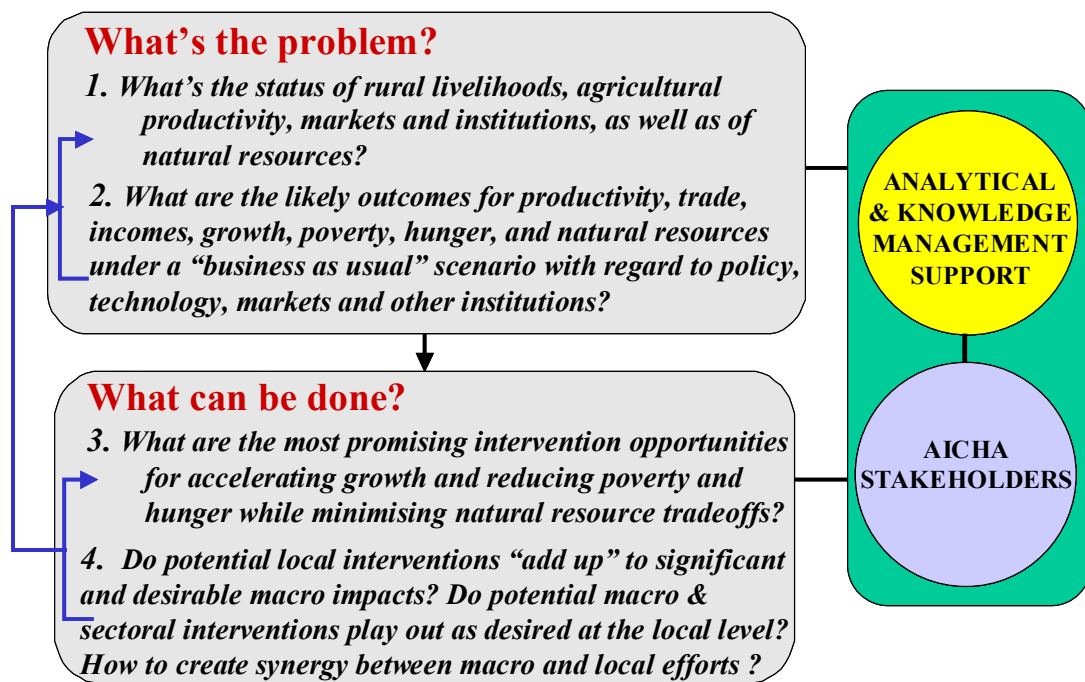 What's the problem?
1. What's the status of rural livelihoods, agricultural
productivity, markets and institutions, as well as of
natural resources?
2. What are the likely outcomes for productivity, trade,
incomes, growth, poverty, hunger, and natural resources
under a “business as usual” scenario with regard to policy,
technology, markets and other institutions?
What can be done?
3. What are the most promising intervention opportunities
for accelerating growth and reducing poverty and
hunger while minimising natural resource tradeoffs?
4. Do potential local interventions “add up” to significant
and desirable macro impacts? Do potential macro &
sectoral interventions play out as desired at the local level?
How to create synergy between macro and local efforts ?
ANALYTICAL
& KNOWLEDGE
MANAGEMENT
SUPPORT
AICHA
STAKEHOLDERS